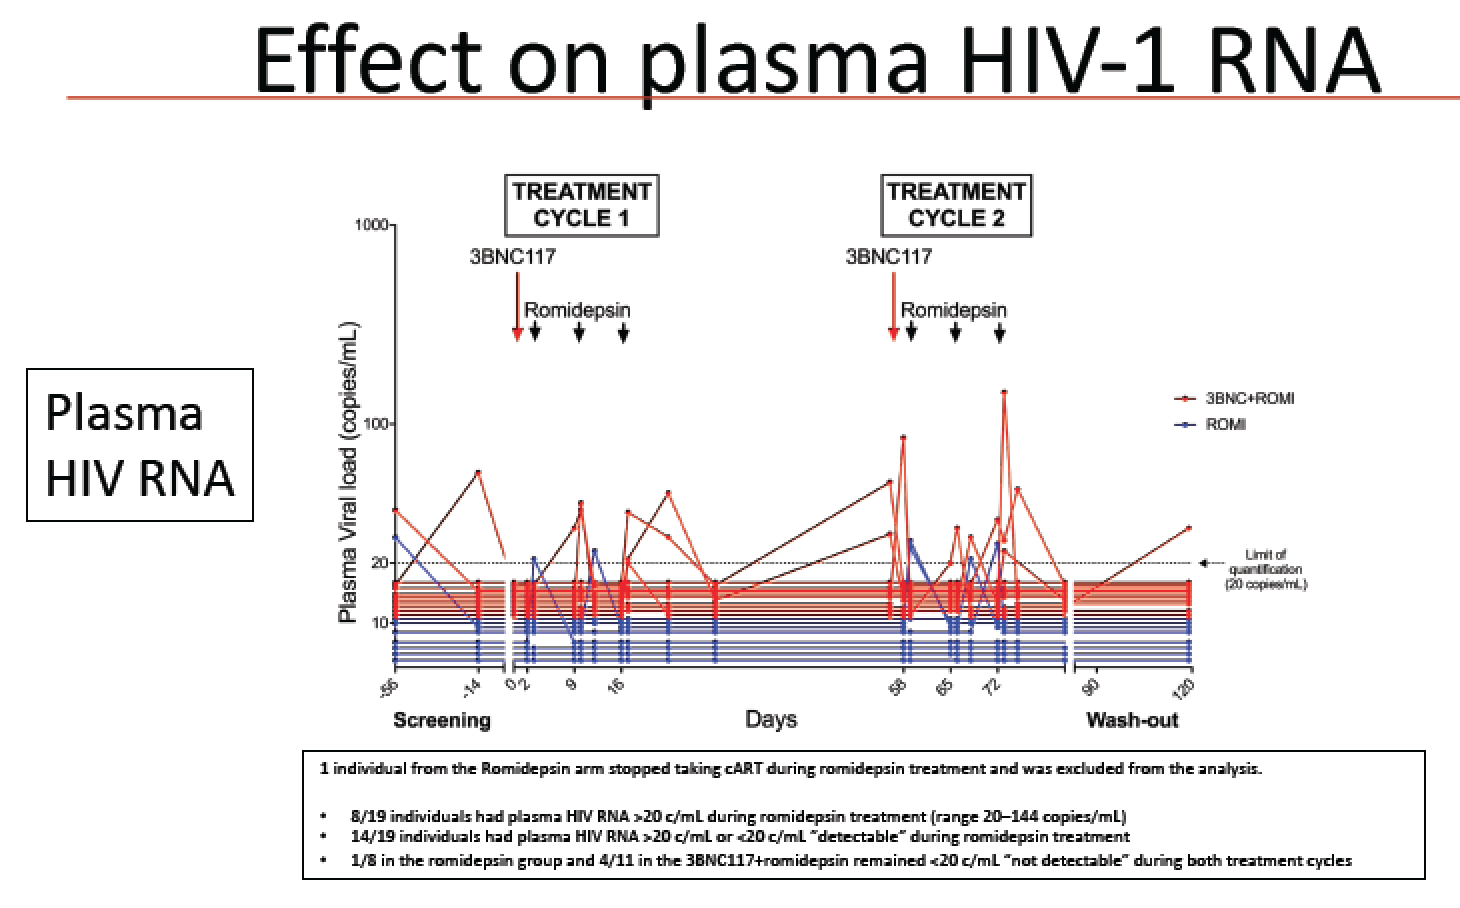 Effect on plasma HIV-1 RNA
TREATMENT
CYCLE 1
TREATMENT
CYCLE 2
1000
3BNC117
3BNC117
Romidepsin
Romidepsin
Plasma
HIV RNA
Plasma Viral load (copies/mL)
3BNC+ROMI
100
ROMI
20
Limit of
quantification
(20 copies/mL)
10
-56
-14
0
2
9
16
58
65
72
90
120
Screening
Days
Wash-out
1 individual from the Romidepsin arm stopped taking cART during romidepsin treatment and was excluded from the analysis.
• 8/19 individuals had plasma HIV RNA >20 c/mL during romidepsin treatment (range 20–144 copies/mL)
• 14/19 individuals had plasma HIV RNA >20 c/mL or <20 c/mL “detectable” during romidepsin treatment
• 1/8 in the romidepsin group and 4/11 in the 3BNC117+romidepsin remained <20 c/mL “not detectable” during both treatment cycles